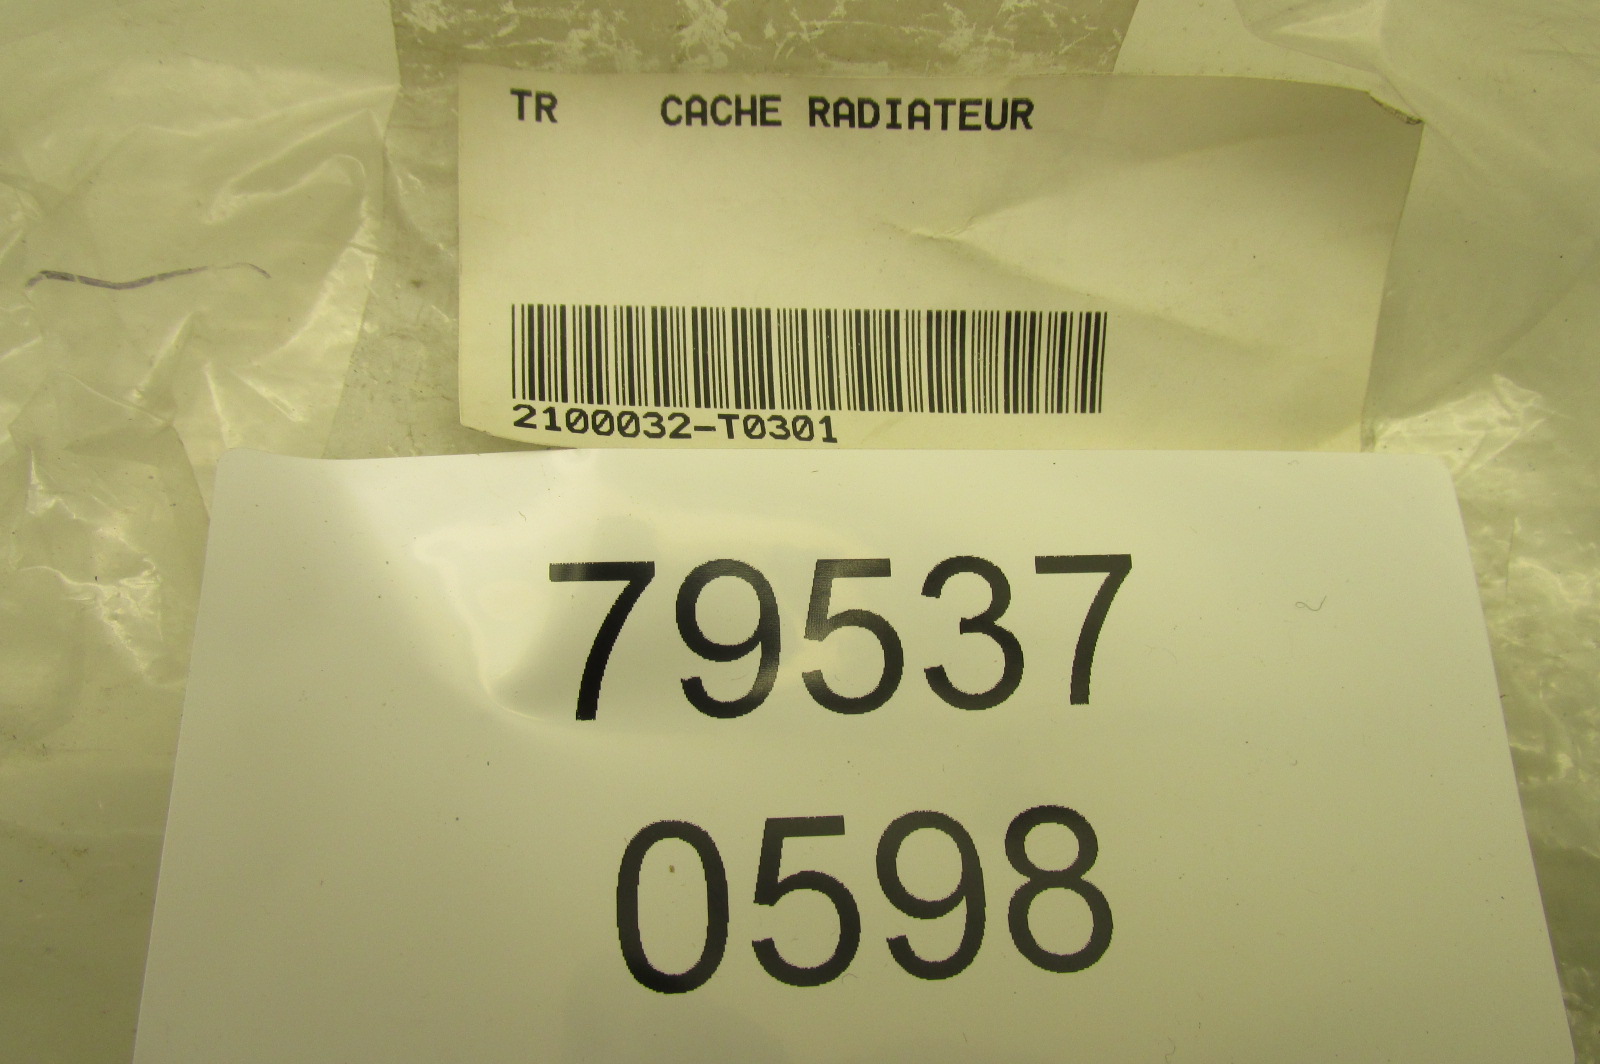 TR CACHE RADIATEUR
2100032-T0301
79537
0598